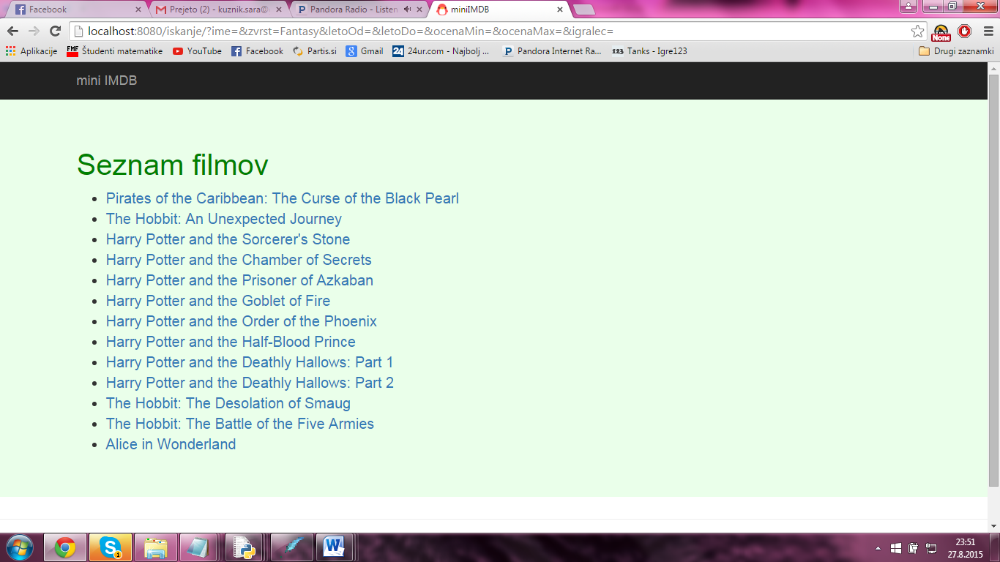 Facebook
Prejeto (2) - kuznik.sara@
Pandora Radio - Listen
miniIMDB
localhost:8080/iskanje/?ime=&zvrst=Fantasy&letoOd=&letoDo=&ocenaMin=&ocenaMax=&igralec=
None
Aplikacije
FMF Študenti matematike
YouTube
Facebook
Partis.si
Gmail
24 24ur.com - Najbolj ...
P Pandora Internet Ra...
123 Tanks - Igre123
Drugi zaznamki
mini IMDB
Seznam filmov
Pirates of the Caribbean: The Curse of the Black Pearl
The Hobbit: An Unexpected Journey
Harry Potter and the Sorcerer's Stone
Harry Potter and the Chamber of Secrets
Harry Potter and the Prisoner of Azkaban
Harry Potter and the Goblet of Fire
Harry Potter and the Order of the Phoenix
Harry Potter and the Half-Blood Prince
Harry Potter and the Deathly Hallows: Part 1
Harry Potter and the Deathly Hallows: Part 2
The Hobbit: The Desolation of Smaug
The Hobbit: The Battle of the Five Armies
Alice in Wonderland
23:51
27.8.2015